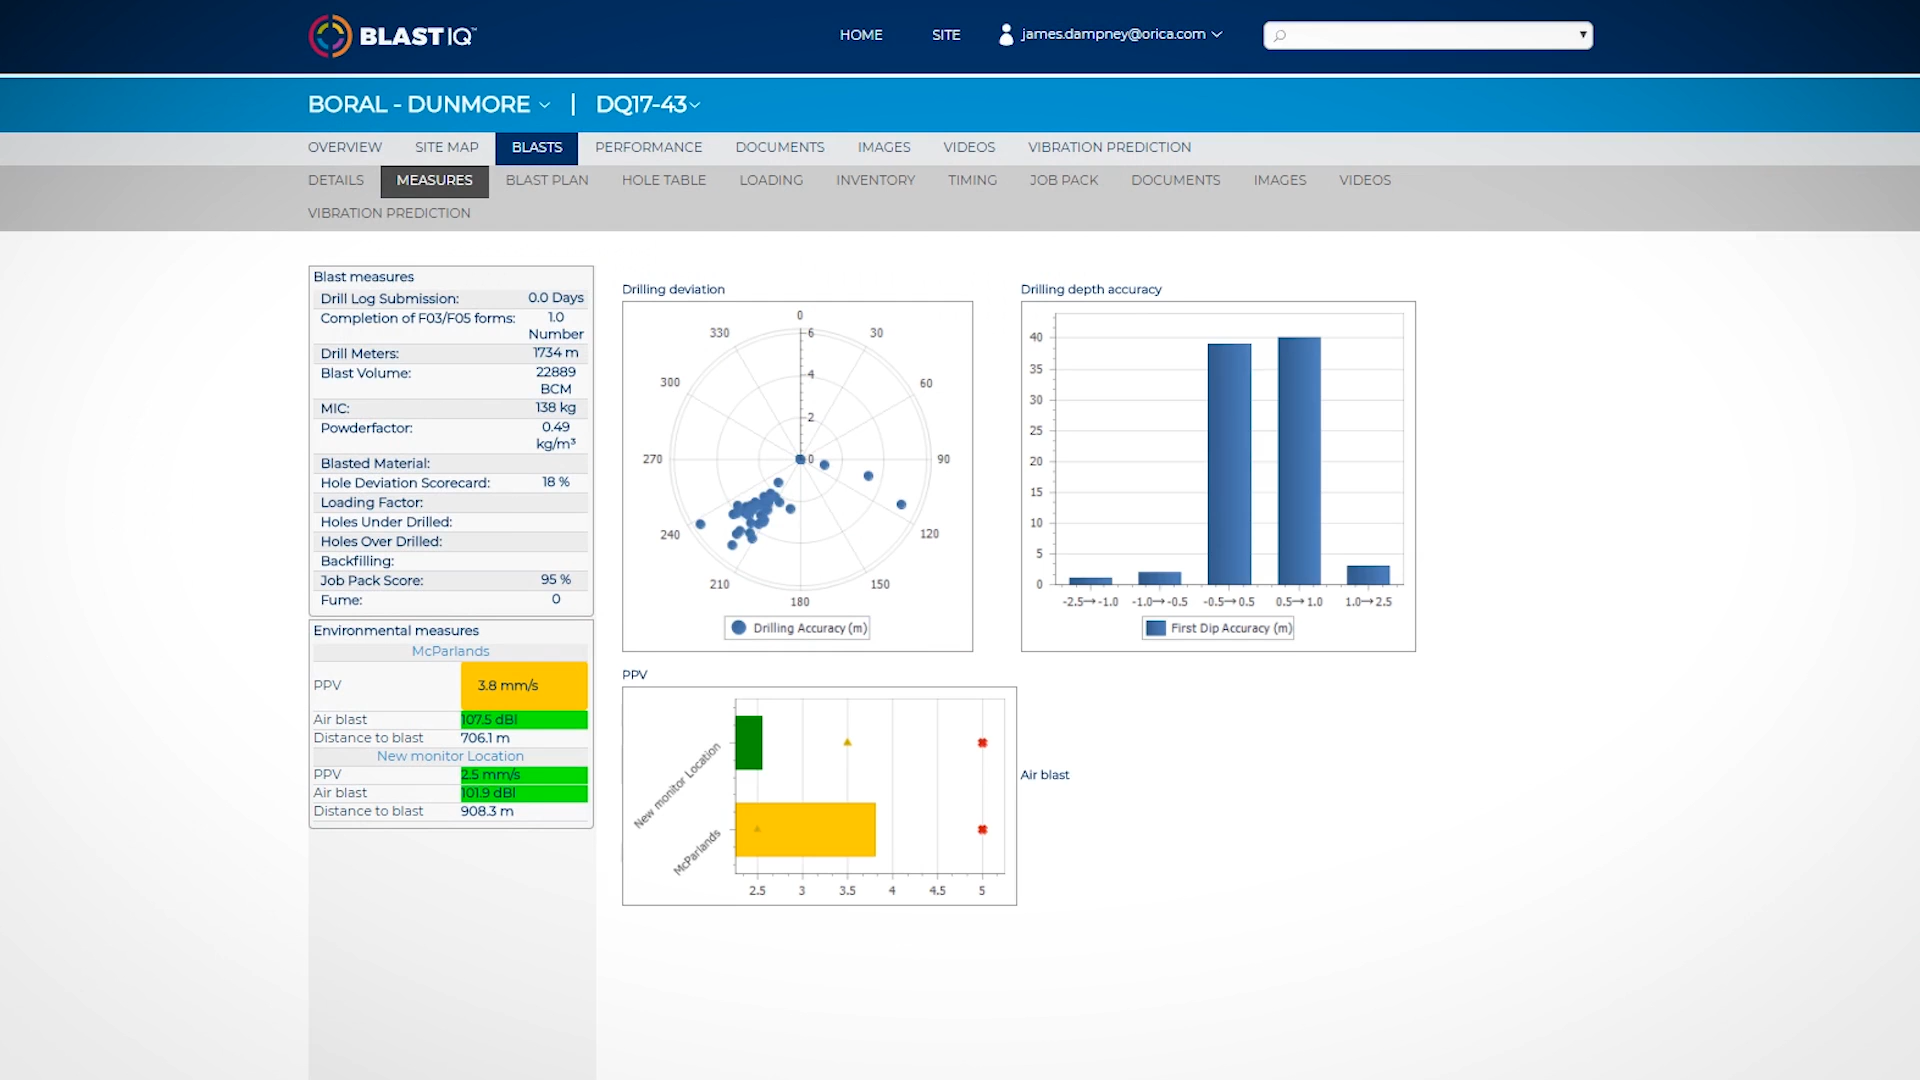 BLAST IQ™
HOME SITE james.dampney@orica.com
BORAL - DUNMORE | DQ17-43
OVERVIEW SITE MAP BLASTS PERFORMANCE DOCUMENTS IMAGES VIDEOS VIBRATION PREDICTION
DETAILS MEASURES BLAST PLAN HOLE TABLE LOADING INVENTORY TIMING JOB PACK DOCUMENTS IMAGES VIDEOS
VIBRATION PREDICTION
Blast measures
Drill Log Submission: 0.0 Days
Completion of F03/F05 forms: 1.0
Number
Drill Meters: 1734 m
Blast Volume: 22889
BCM
MIC: 138 kg
Powderfactor: 0.49
kg/m³
Blasted Material:
Hole Deviation Scorecard: 18 %
Loading Factor:
Holes Under Drilled:
Holes Over Drilled:
Backfilling:
Job Pack Score: 95 %
Fume: 0
Environmental measures
McParlands
PPV 3.8 mm/s
Air blast 107.5 dBl
Distance to blast 706.1 m
New monitor Location
PPV 2.5 mm/s
Air blast 101.9 dBl
Distance to blast 908.3 m
Drilling deviation
0
330 6 30
300 4 60
2
270 0 90
240 120
210 150
180
Drilling Accuracy (m)
Drilling depth accuracy
40
35
30
25
20
15
10
5
0
-2.5→-1.0 -1.0→-0.5 -0.5→0.5 0.5→1.0 1.0→2.5
First Dip Accuracy (m)
PPV
New monitor Location
McParlands
2.5 3 3.5 4 4.5 5
Air blast